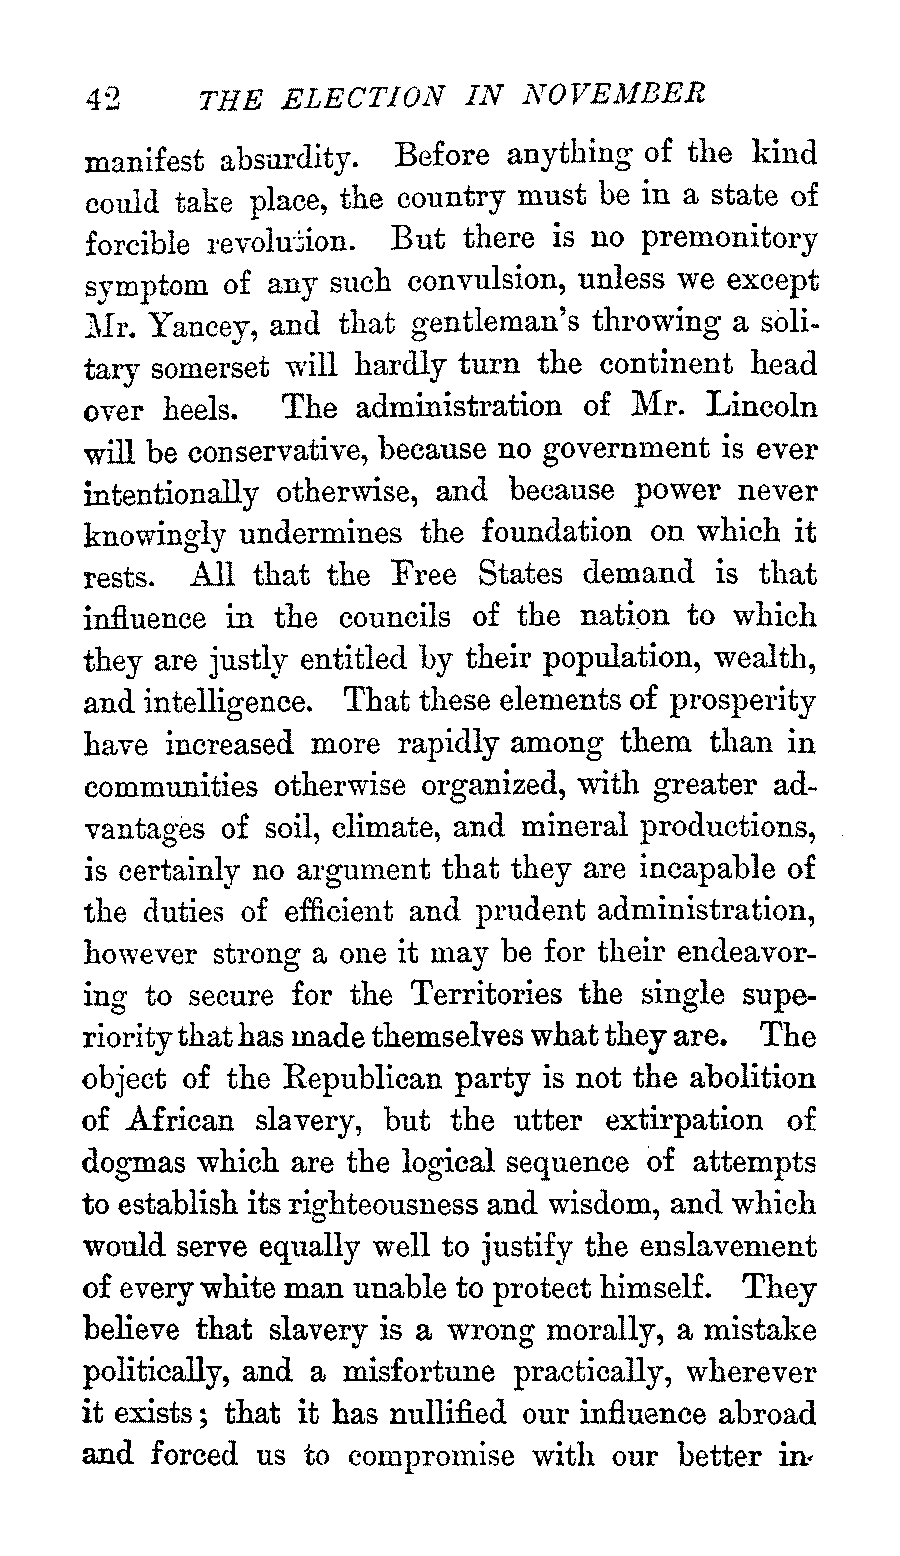 42 THE ELECTION IN NOVEMBER
manifest absurdity. Before anything of the kind
could take place, the country must be in a state of
forcible revolution. But there is no premonitory
symptom of any such convulsion, unless we except
Mr. Yancey, and that gentleman's throwing a soli-
tary somerset will hardly turn the continent head
over heels. The administration of Mr. Lincoln
will be conservative, because no government is ever
intentionally otherwise, and because power never
knowingly undermines the foundation on which it
rests. All that the Free States demand is that
influence in the councils of the nation to which
they are justly entitled by their population, wealth,
and intelligence. That these elements of prosperity
have increased more rapidly among them than in
communities otherwise organized, with greater ad-
vantages of soil, climate, and mineral productions,
is certainly no argument that they are incapable of
the duties of efficient and prudent administration,
however strong a one it may be for their endeavor-
ing to secure for the Territories the single supe-
riority that has made themselves what they are. The
object of the Republican party is not the abolition
of African slavery, but the utter extirpation of
dogmas which are the logical sequence of attempts
to establish its righteousness and wisdom, and which
would serve equally well to justify the enslavement
of every white man unable to protect himself. They
believe that slavery is a wrong morally, a mistake
politically, and a misfortune practically, wherever
it exists; that it has nullified our influence abroad
and forced us to compromise with our better in-